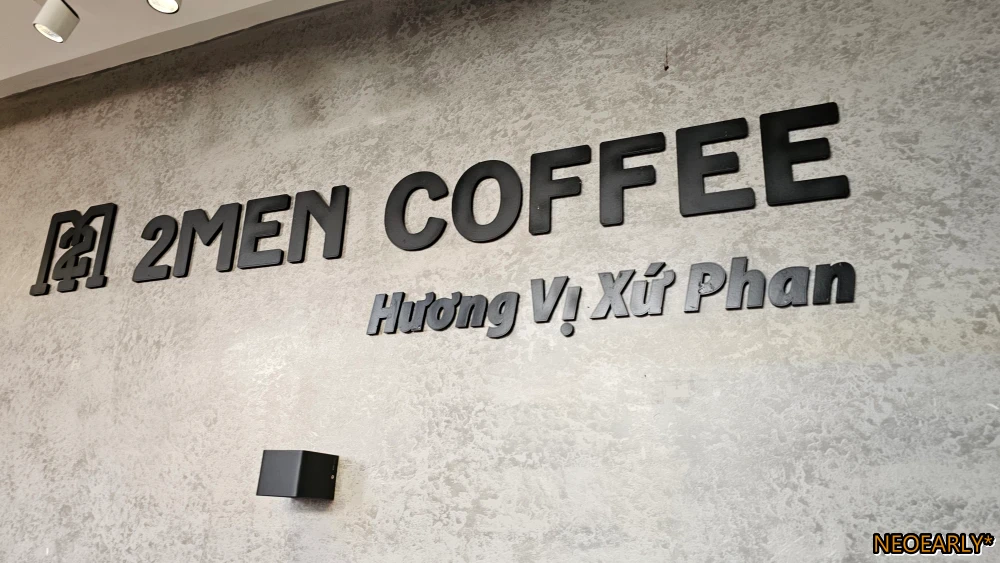 2MEN COFFEE
Hương Vị Xứ Phan
NEOEARLY*